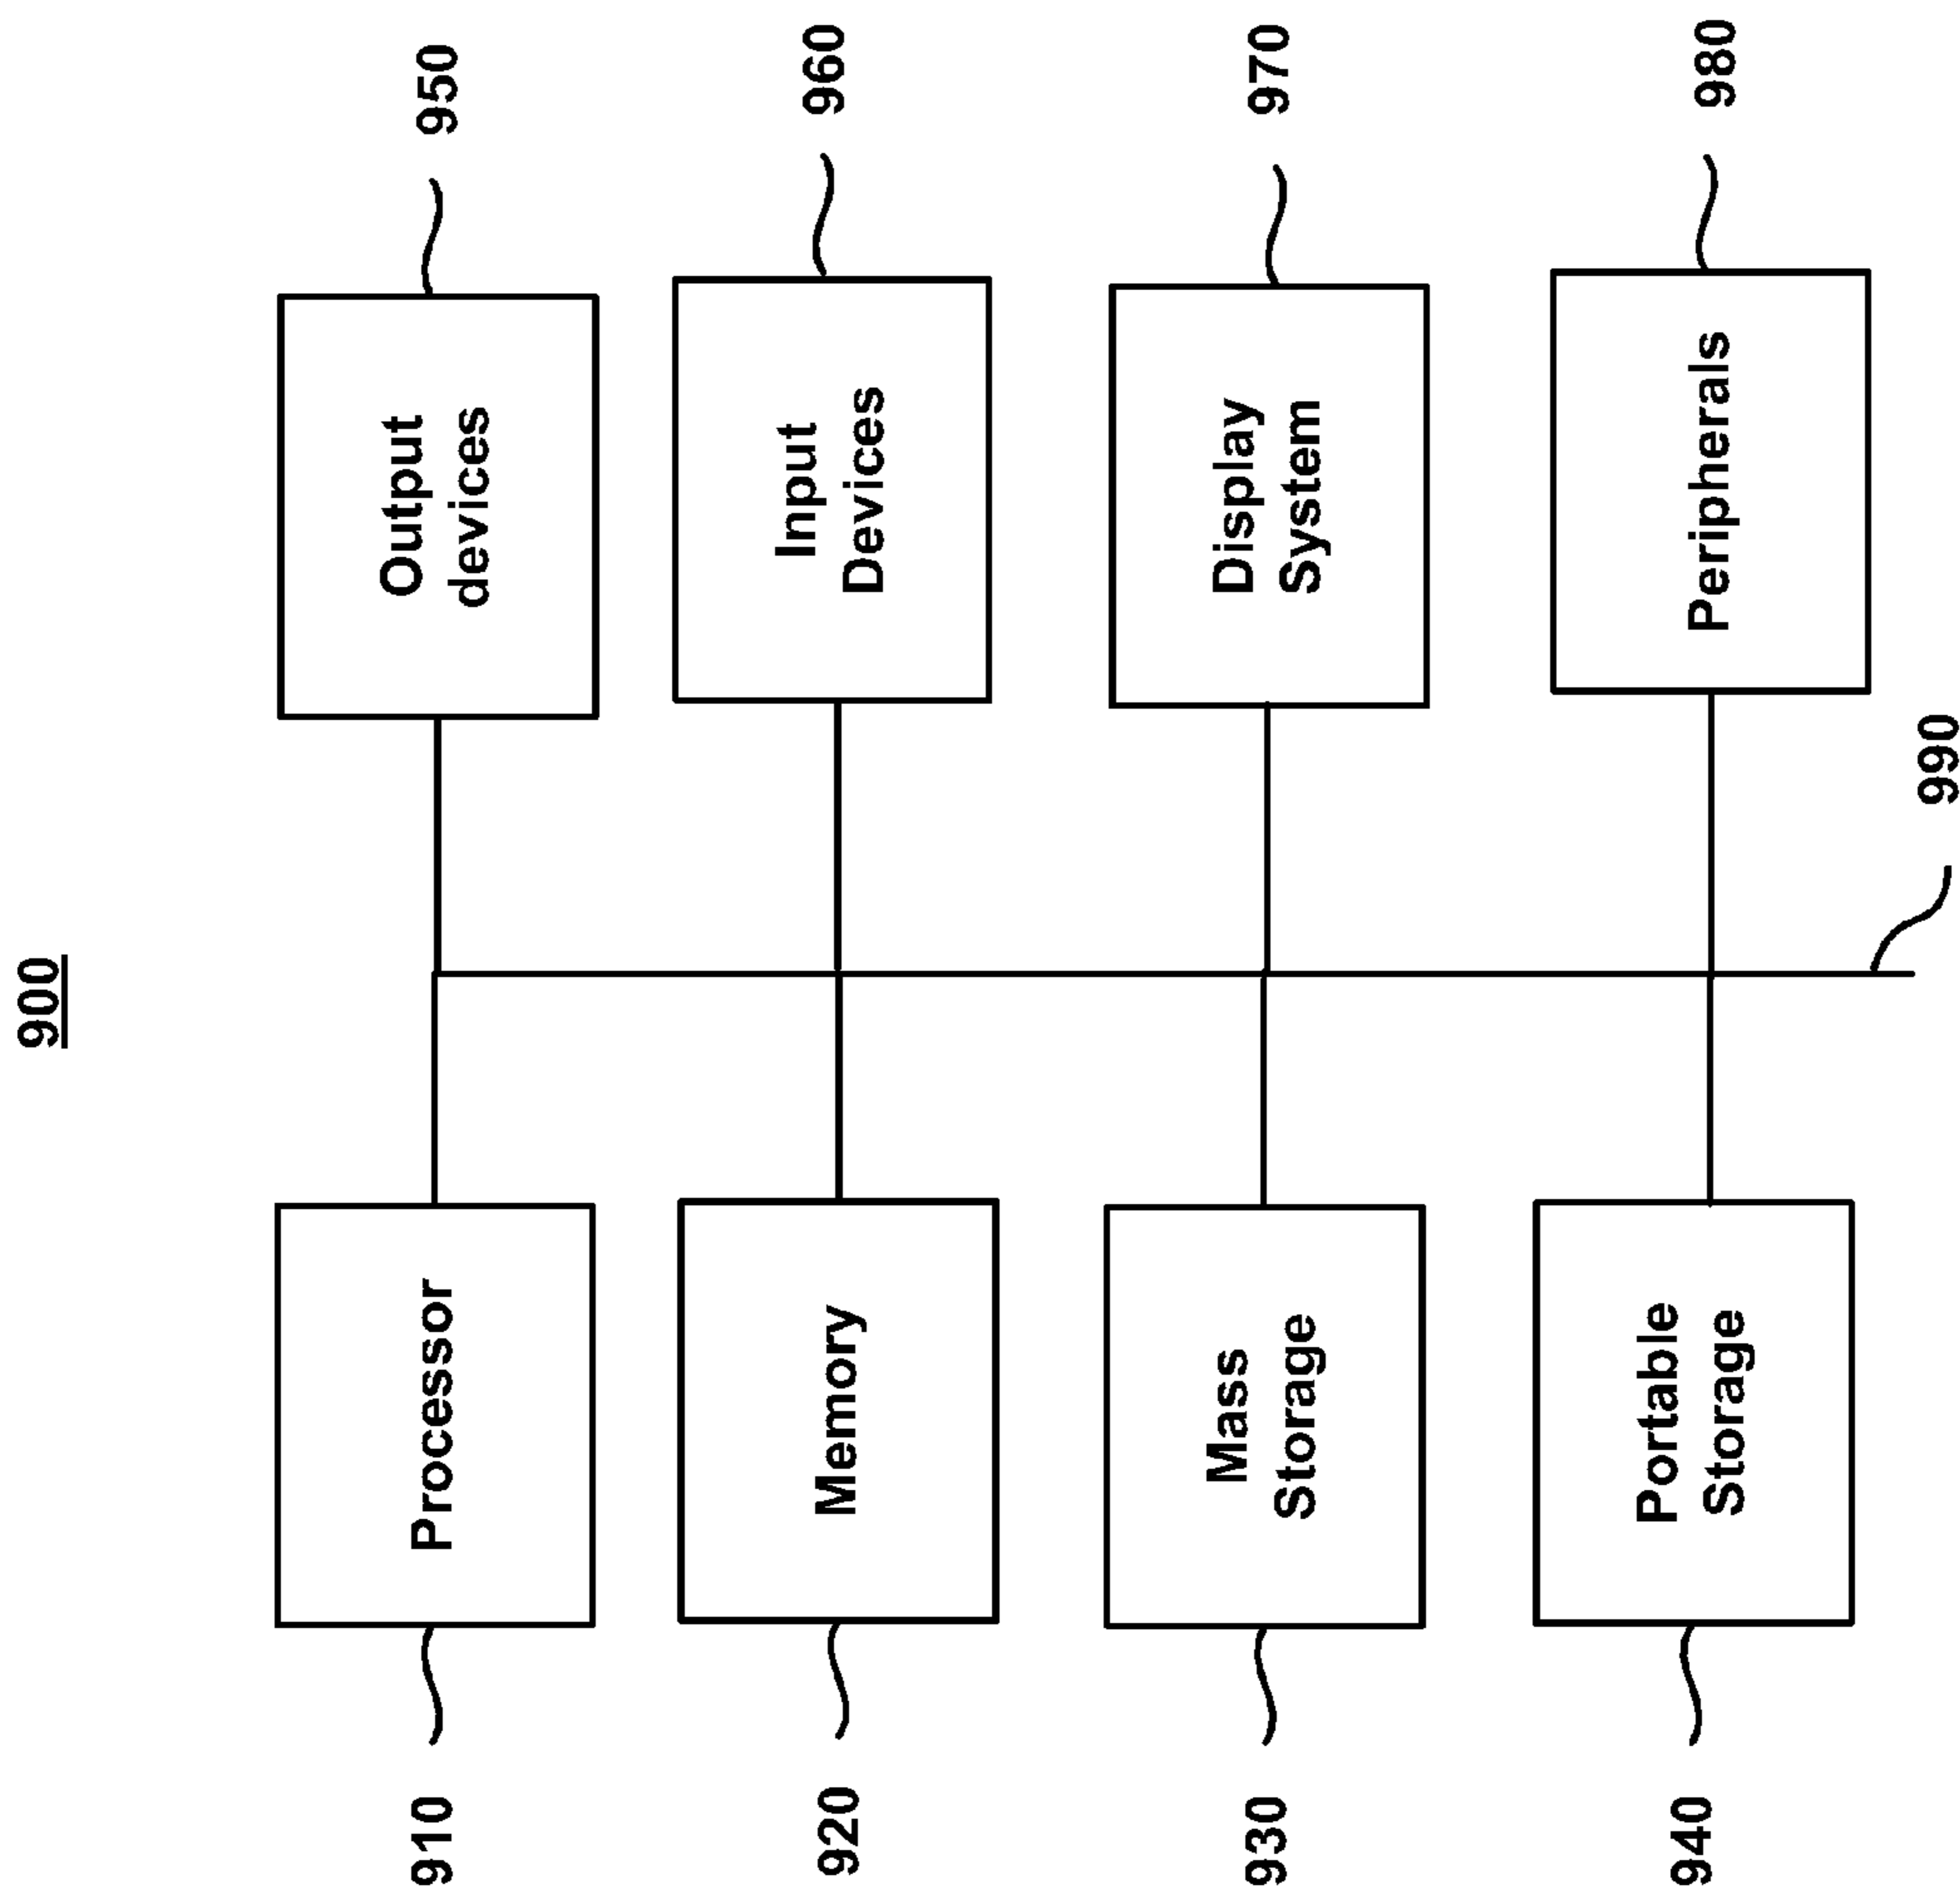 900
910
Processor
Output
devices
950
920
Memory
Input
Devices
960
930
Mass
Storage
Display
System
970
940
Portable
Storage
Peripherals
980
990